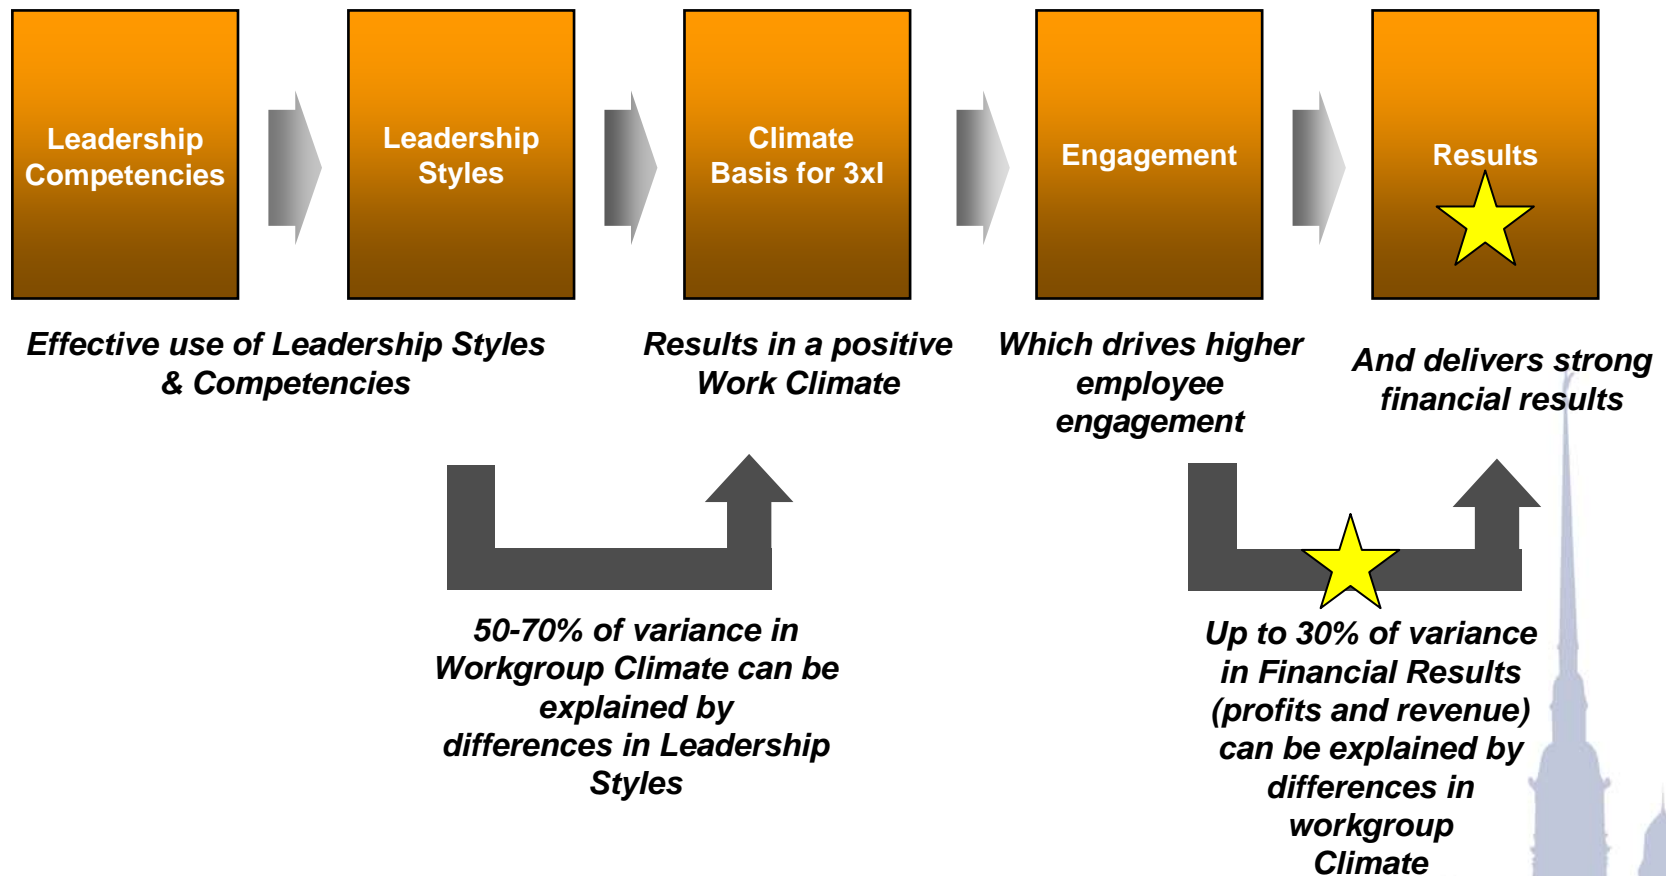 Leadership
Competencies
Leadership
Styles
Climate
Basis for 3xI
Engagement
Results
Effective use of Leadership Styles
& Competencies
Results in a positive
Work Climate
Which drives higher
employee
engagement
And delivers strong
financial results
50-70% of variance in
Workgroup Climate can be
explained by
differences in Leadership
Styles
Up to 30% of variance
in Financial Results
(profits and revenue)
can be explained by
differences in
workgroup
Climate